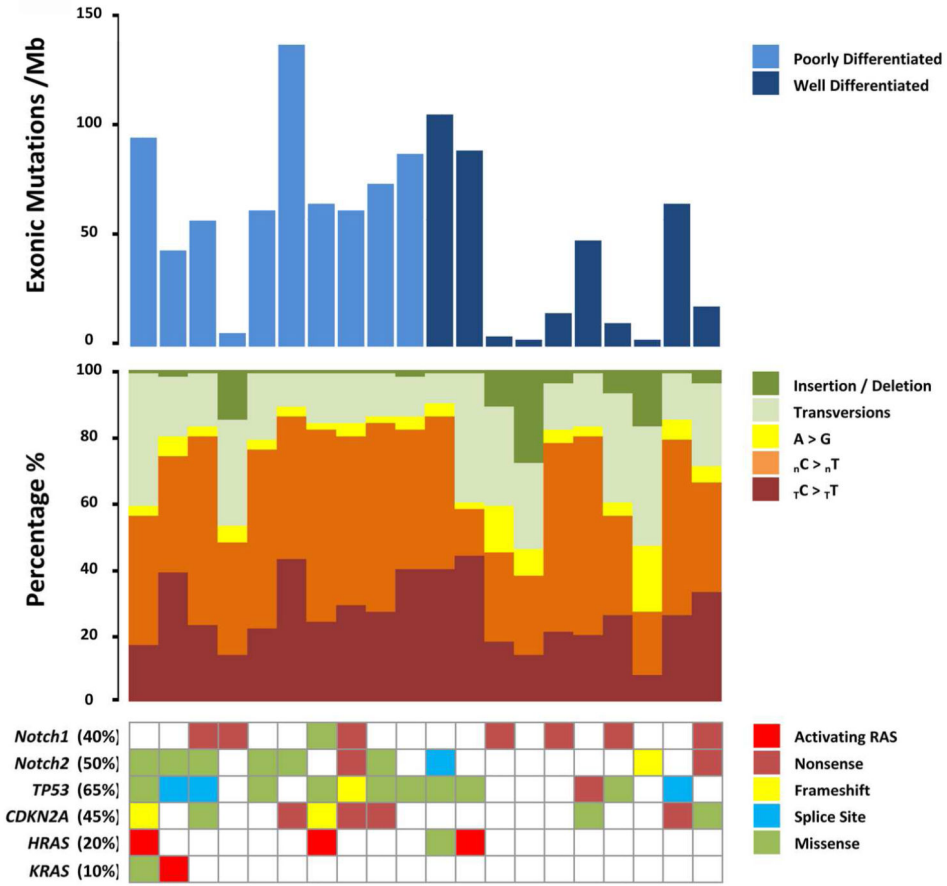 Exonic Mutations /Mb
150
100
50
0
Poorly Differentiated
Well Differentiated
Percentage %
100
80
60
40
20
0
Insertion / Deletion
Transversions
A > G
nC > nT
TC > TT
Notch1 (40%)
Notch2 (50%)
TP53 (65%)
CDKN2A (45%)
HRAS (20%)
KRAS (10%)
Activating RAS
Nonsense
Frameshift
Splice Site
Missense